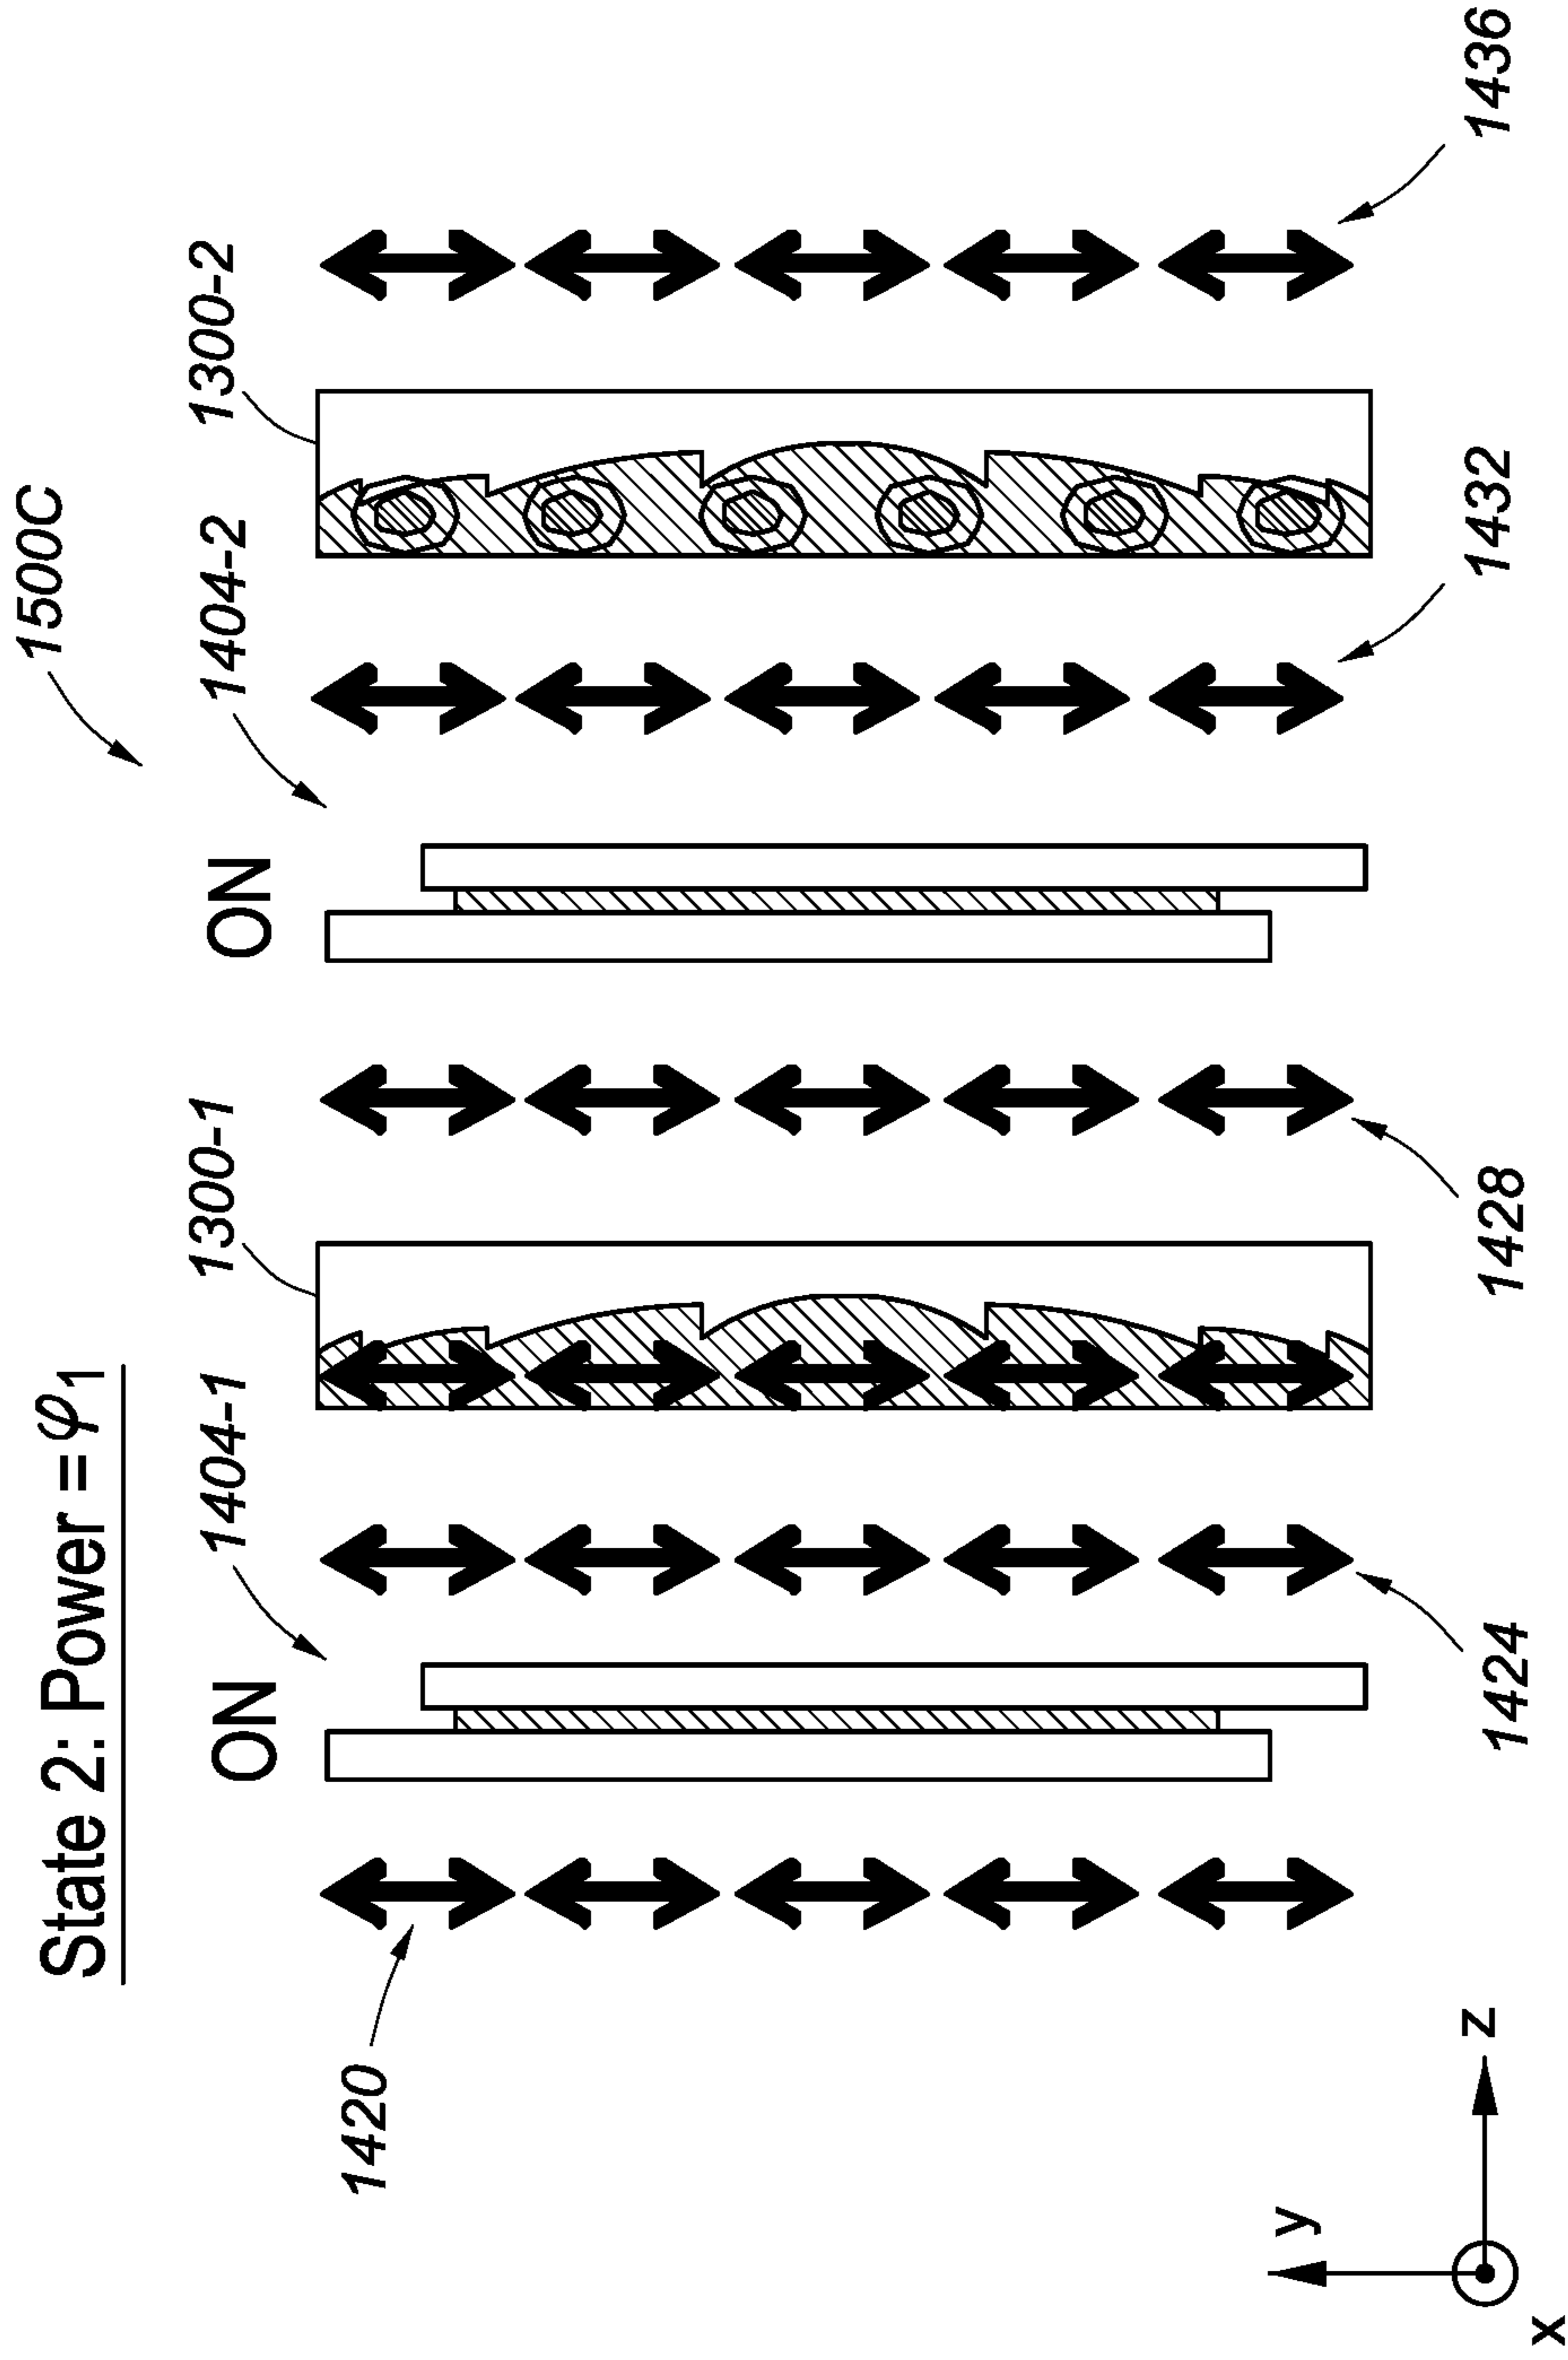 1500C
State 2: Power = φ1
ON
ON
1404-1
1300-1
1404-2
1300-2
1420
1424
1428
1432
1436
y
z
x